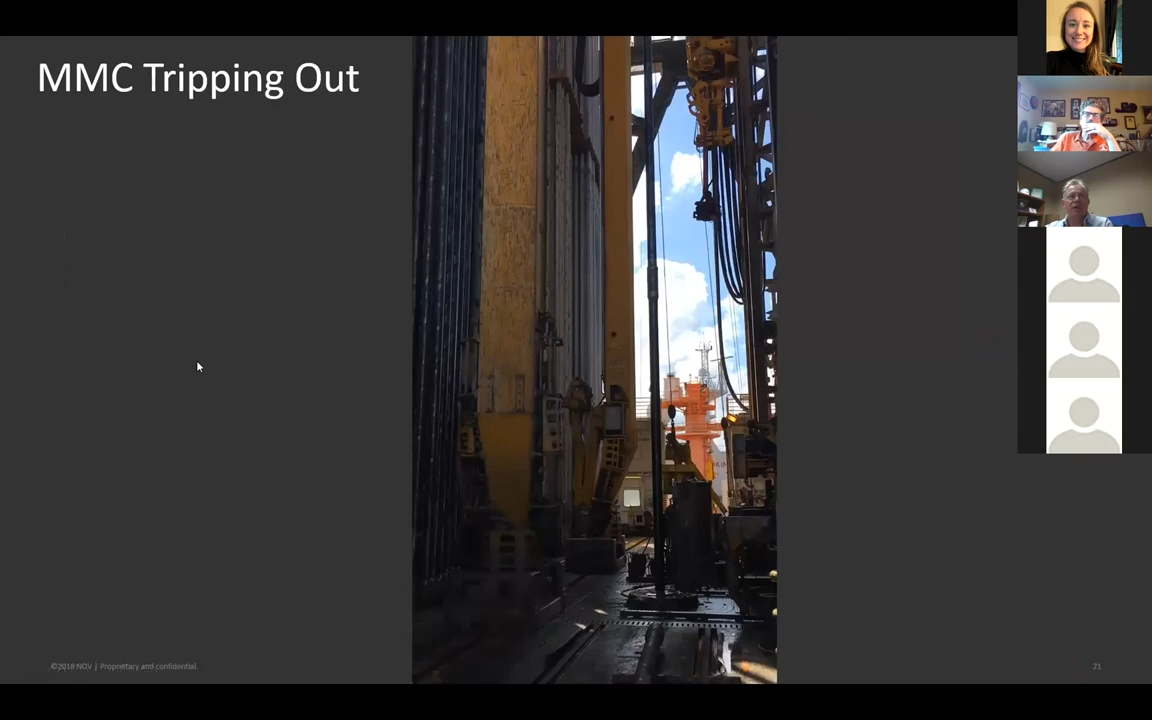 MMC Tripping Out
©2018 NOV | Proprietary and confidential.
21